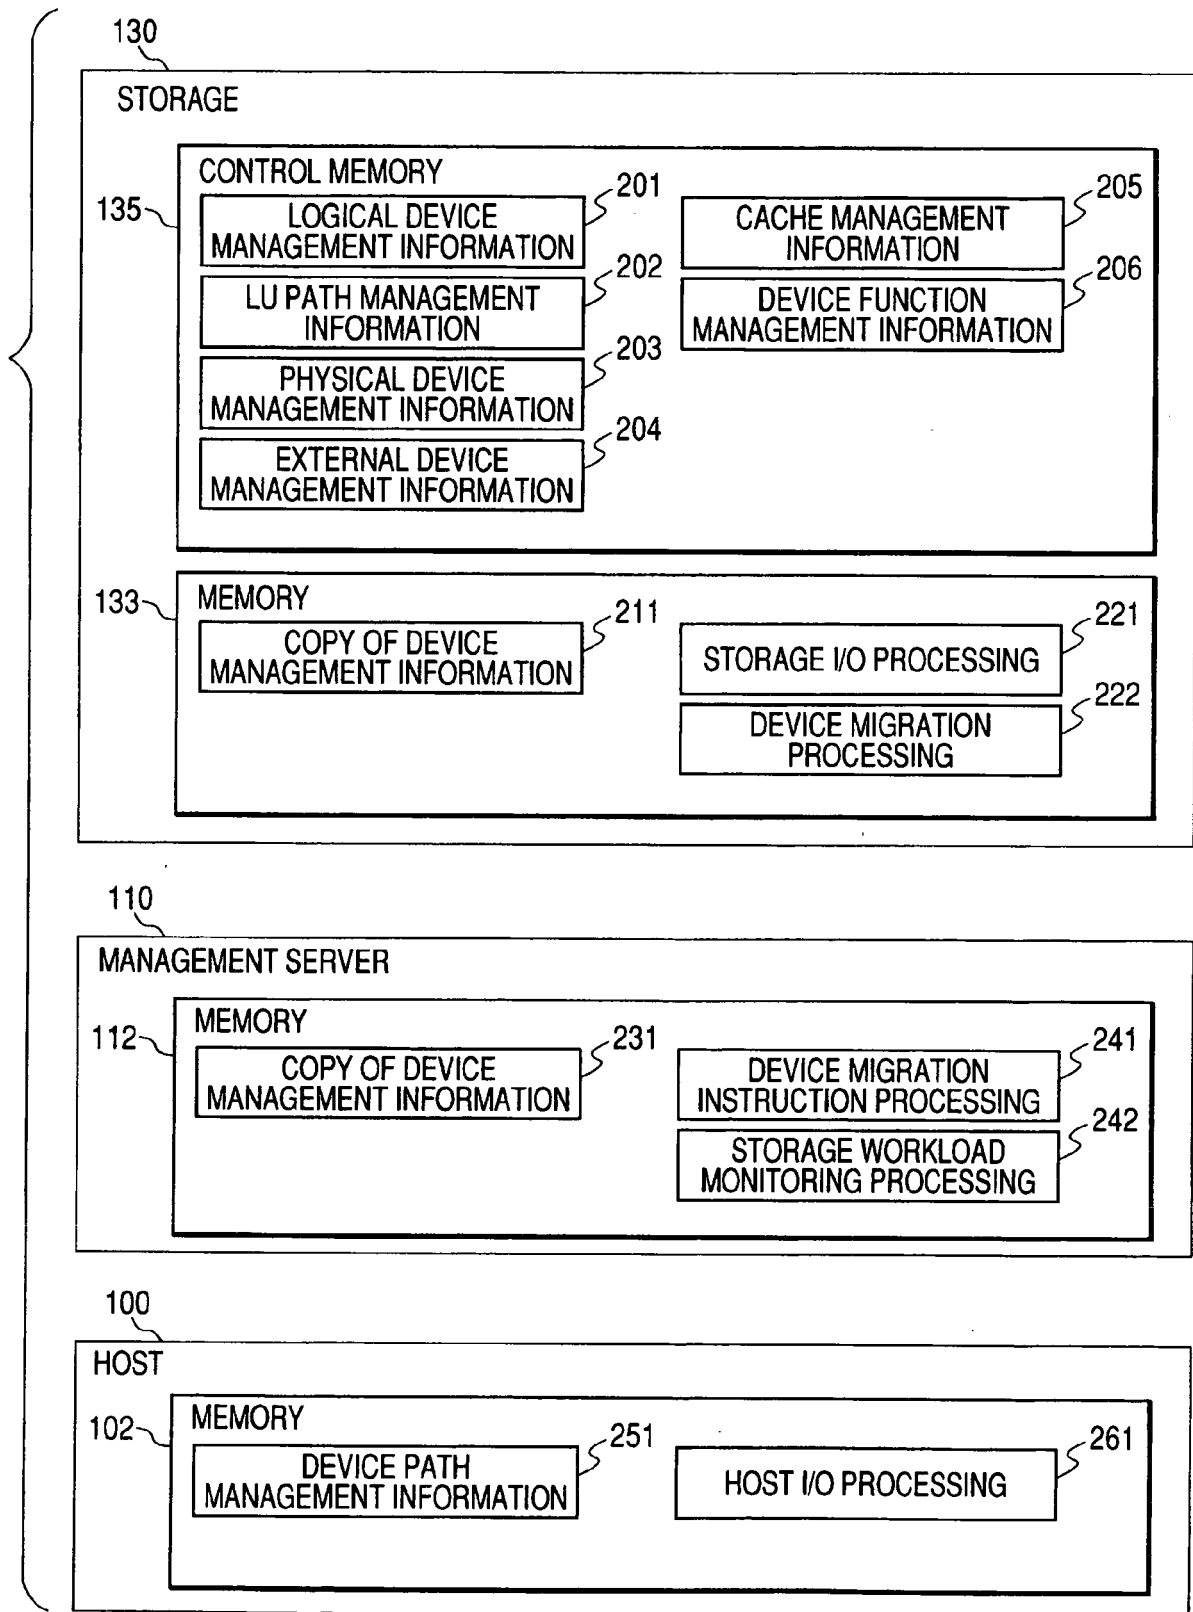 130
STORAGE
135
CONTROL MEMORY
LOGICAL DEVICE
MANAGEMENT INFORMATION
201
CACHE MANAGEMENT
INFORMATION
205
LU PATH MANAGEMENT
INFORMATION
202
DEVICE FUNCTION
MANAGEMENT INFORMATION
206
PHYSICAL DEVICE
MANAGEMENT INFORMATION
203
EXTERNAL DEVICE
MANAGEMENT INFORMATION
204
133
MEMORY
COPY OF DEVICE
MANAGEMENT INFORMATION
211
STORAGE I/O PROCESSING
221
DEVICE MIGRATION
PROCESSING
222
110
MANAGEMENT SERVER
112
MEMORY
COPY OF DEVICE
MANAGEMENT INFORMATION
231
DEVICE MIGRATION
INSTRUCTION PROCESSING
241
STORAGE WORKLOAD
MONITORING PROCESSING
242
100
HOST
102
MEMORY
DEVICE PATH
MANAGEMENT INFORMATION
251
HOST I/O PROCESSING
261